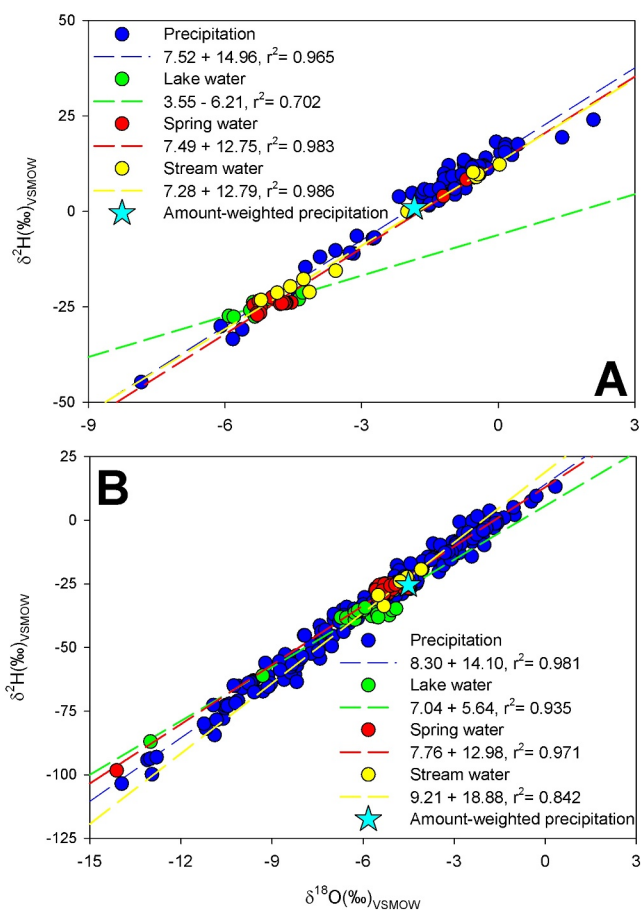 50
25
0
-25
-50
δ²H(‰)VSMOW
Precipitation
7.52 + 14.96, r²= 0.965
Lake water
3.55 - 6.21, r²= 0.702
Spring water
7.49 + 12.75, r²= 0.983
Stream water
7.28 + 12.79, r²= 0.986
Amount-weighted precipitation
A
-9 -6 -3 0 3
B
25
0
-25
-50
-75
-100
-125
δ²H(‰)VSMOW
Precipitation
8.30 + 14.10, r²= 0.981
Lake water
7.04 + 5.64, r²= 0.935
Spring water
7.76 + 12.98, r²= 0.971
Stream water
9.21 + 18.88, r²= 0.842
Amount-weighted precipitation
-15 -12 -9 -6 -3 0 3
δ¹⁸O(‰)VSMOW